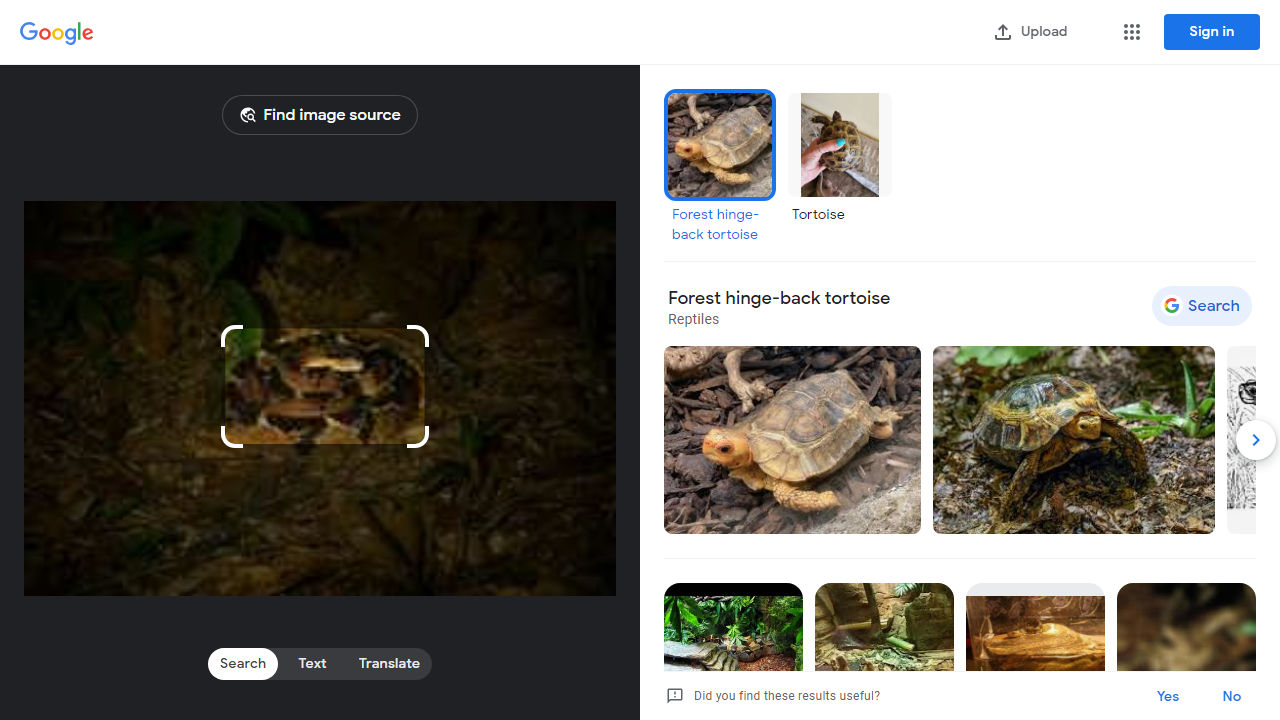 Google
Upload
Sign in
Find image source
Forest hinge-
back tortoise
Tortoise
Forest hinge-back tortoise
Reptiles
Search
Search
Text
Translate
Did you find these results useful?
Yes
No